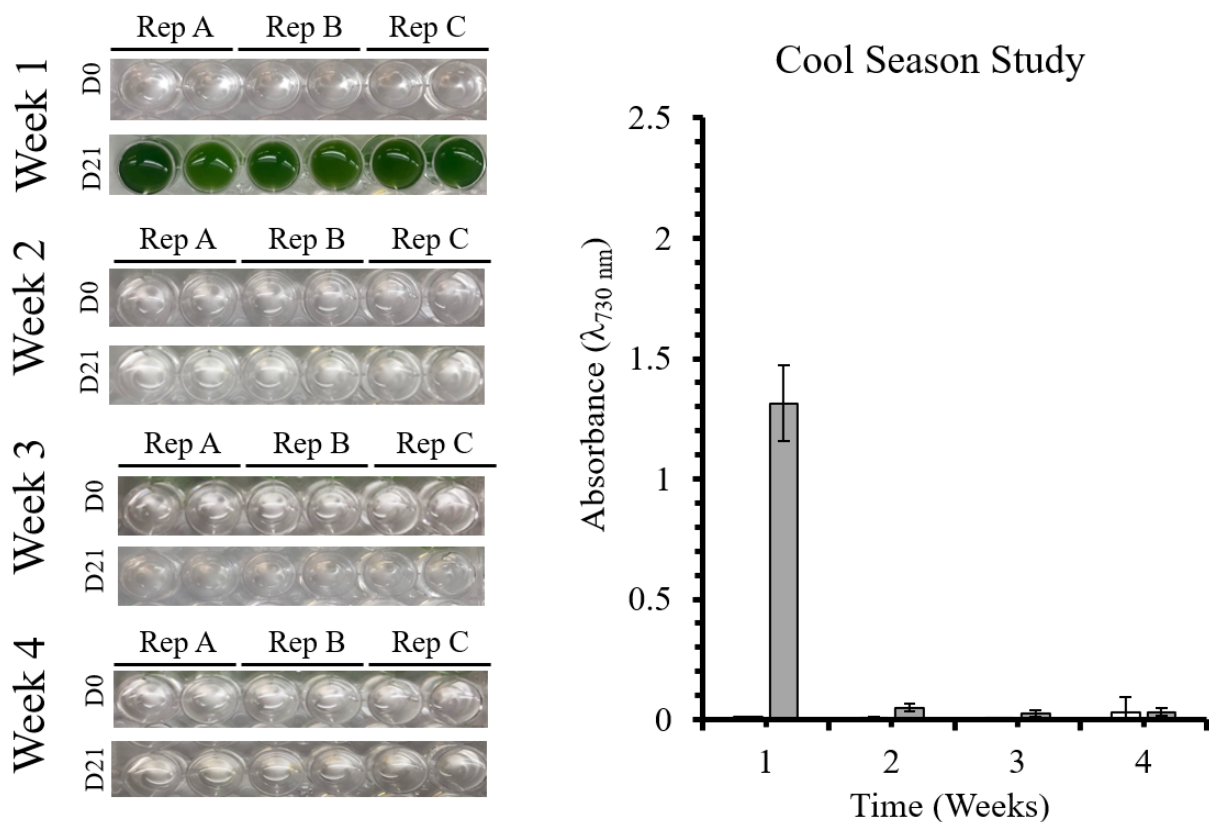 Week 1
Rep A Rep B Rep C
D0
D21
Week 2
Rep A Rep B Rep C
D0
D21
Week 3
Rep A Rep B Rep C
D0
D21
Week 4
Rep A Rep B Rep C
D0
D21
Cool Season Study
Absorbance (λ730 nm)
2.5
2
1.5
1
0.5
0
1 2 3 4
Time (Weeks)